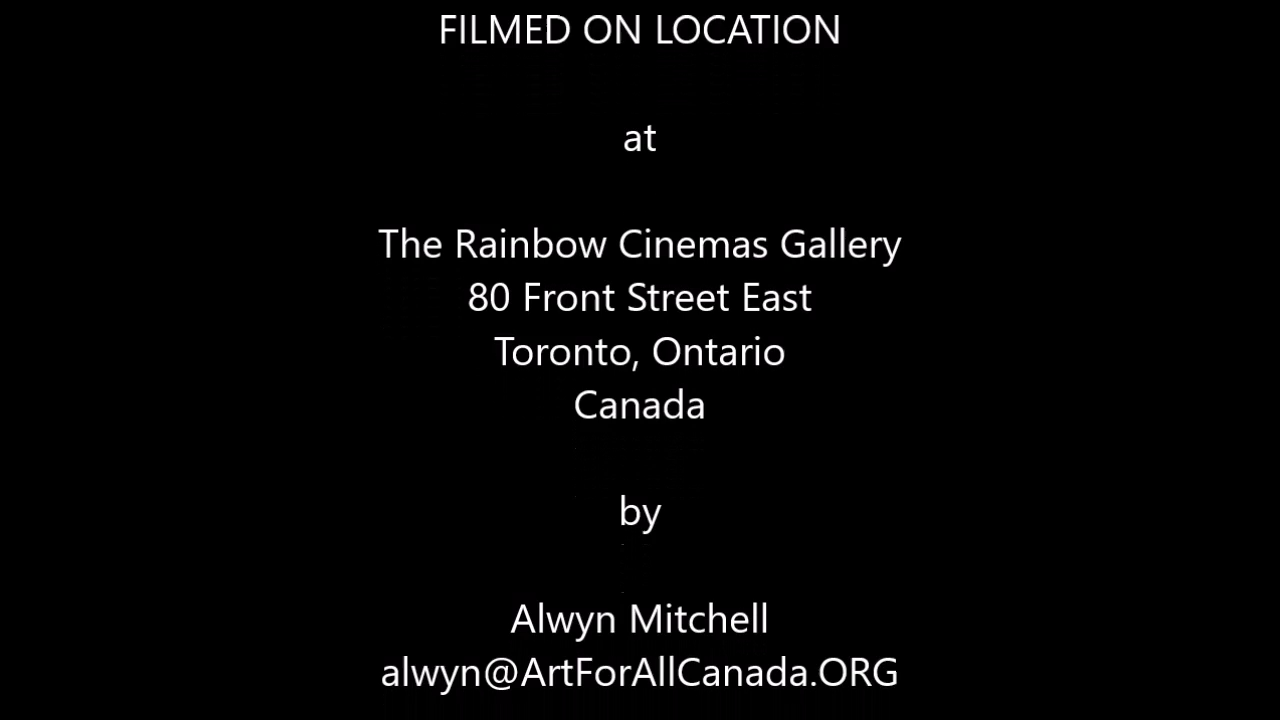 FILMED ON LOCATION
at
The Rainbow Cinemas Gallery
80 Front Street East
Toronto, Ontario
Canada
by
Alwyn Mitchell
alwyn@ArtForAllCanada.ORG